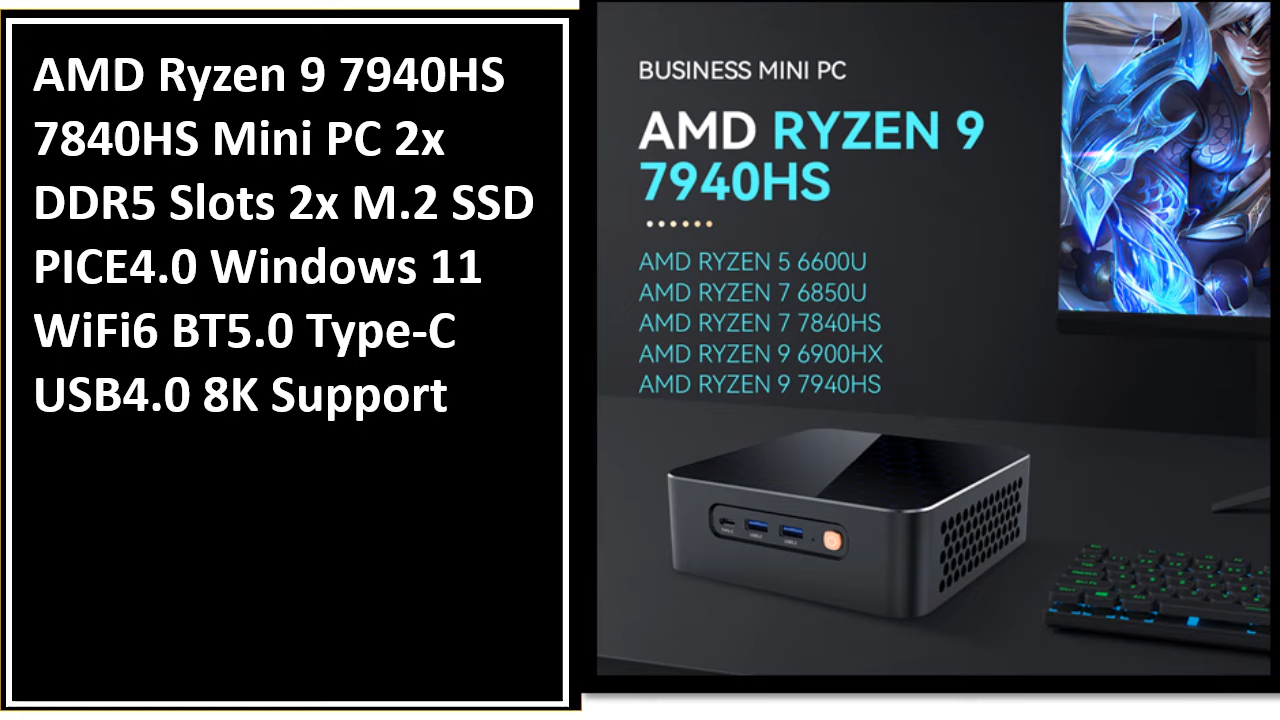 AMD Ryzen 9 7940HS
7840HS Mini PC 2x
DDR5 Slots 2x M.2 SSD
PICE4.0 Windows 11
WiFi6 BT5.0 Type-C
USB4.0 8K Support
BUSINESS MINI PC
AMD RYZEN 9
7940HS
AMD RYZEN 5 6600U
AMD RYZEN 7 6850U
AMD RYZEN 7 7840HS
AMD RYZEN 9 6900HX
AMD RYZEN 9 7940HS